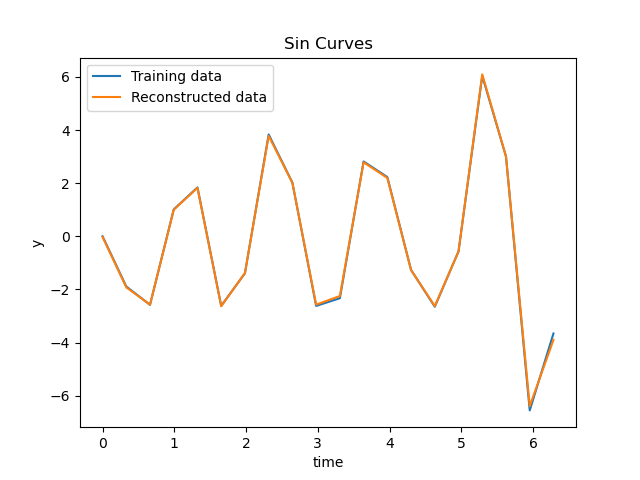 Sin Curves
Training data
Reconstructed data
6
4
2
0
−2
−4
−6
y
0 1 2 3 4 5 6
time